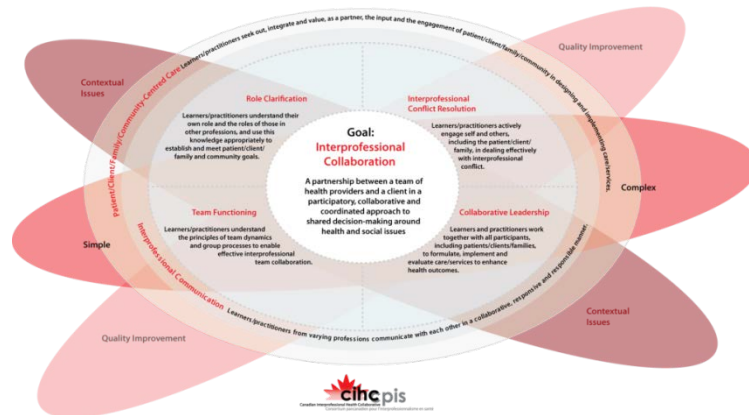 Learners/practitioners seek out, integrate and value, as a partner, the input and the engagement of patient/client/family/community in designing and implementing care/services.
Patient/Client/Family/Community-Centred Care
Quality Improvement
Contextual
Issues
Role Clarification
Learners/practitioners understand their
own role and the roles of those in
other professions, and use this
knowledge appropriately to
establish and meet patient/client/
family and community goals.
Interprofessional
Conflict Resolution
Learners/practitioners actively
engage self and others,
including the patient/client/
family, in dealing effectively
with interprofessional
conflict.
Goal:
Interprofessional
Collaboration
A partnership between a team of
health providers and a client in a
participatory, collaborative and
coordinated approach to
shared decision-making around
health and social issues
Complex
Simple
Team Functioning
Learners/practitioners understand
the principles of team dynamics
and group processes to enable
effective interprofessional
team collaboration.
Collaborative Leadership
Learners and practitioners work
together with all participants,
including patients/clients/families,
to formulate, implement and
evaluate care/services to enhance
health outcomes.
Interprofessional Communication
Learners/practitioners from varying professions communicate with each other in a collaborative, responsive and responsible manner.
Quality Improvement
Contextual
Issues
cihcpis
Canadian Interprofessional Health Collaborative